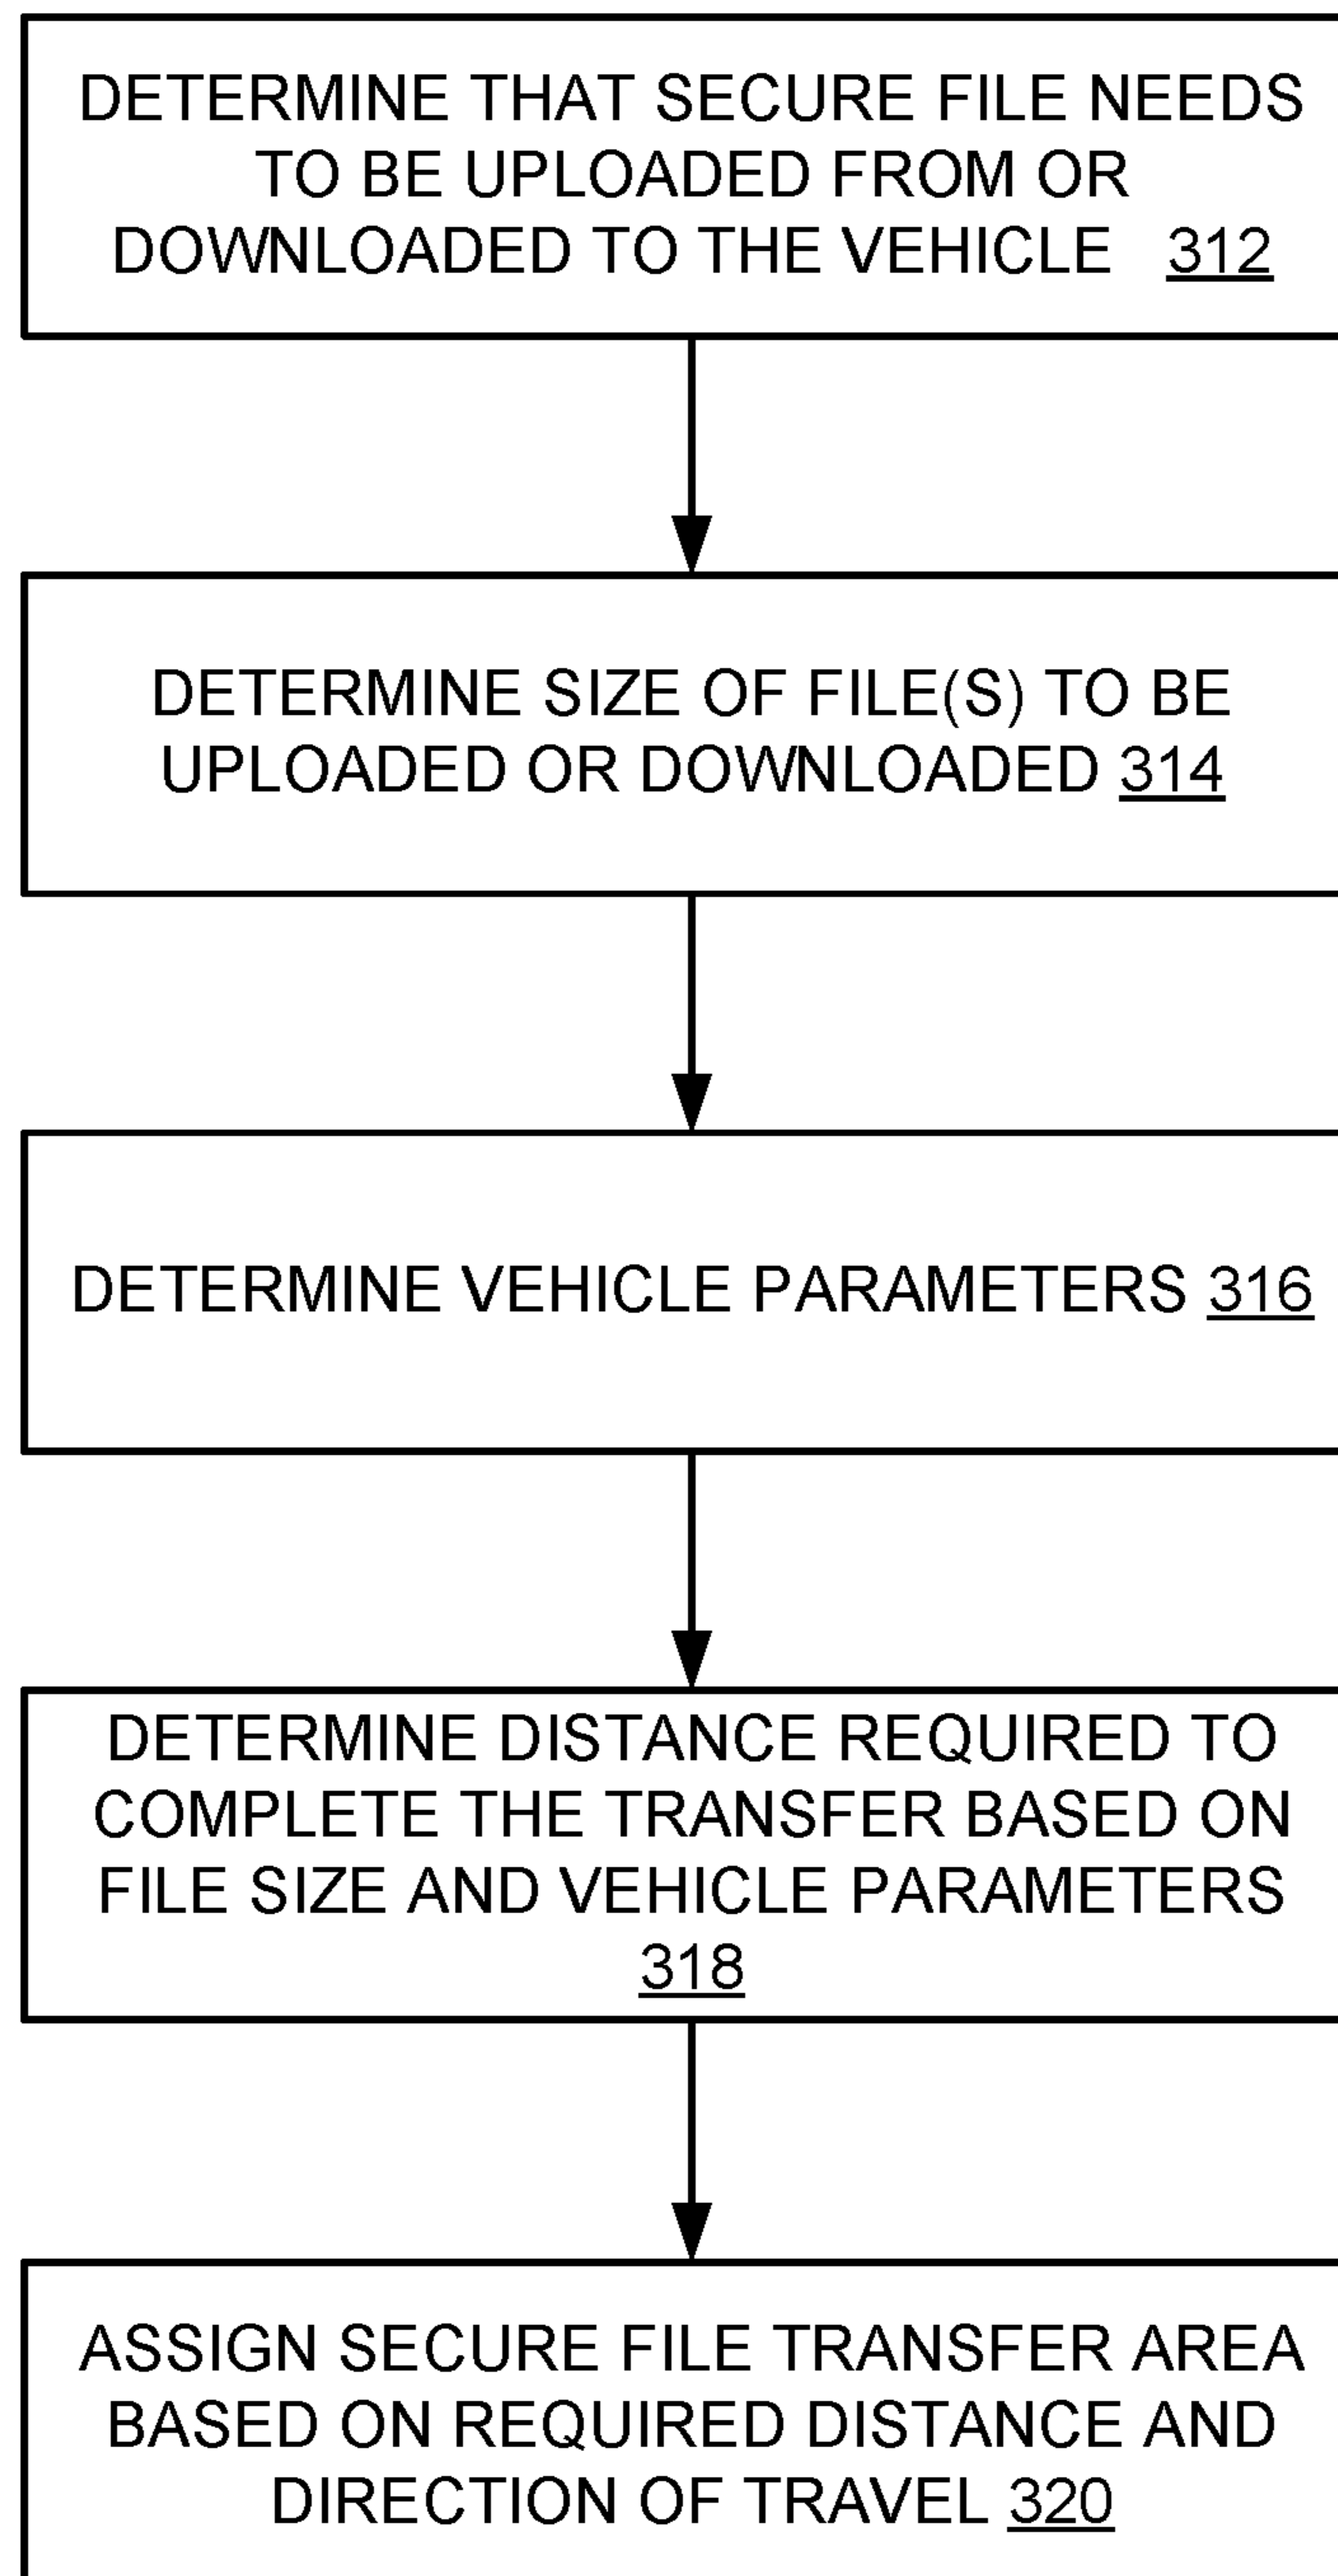 DETERMINE THAT SECURE FILE NEEDS
TO BE UPLOADED FROM OR
DOWNLOADED TO THE VEHICLE 312
DETERMINE SIZE OF FILE(S) TO BE
UPLOADED OR DOWNLOADED 314
DETERMINE VEHICLE PARAMETERS 316
DETERMINE DISTANCE REQUIRED TO
COMPLETE THE TRANSFER BASED ON
FILE SIZE AND VEHICLE PARAMETERS
318
ASSIGN SECURE FILE TRANSFER AREA
BASED ON REQUIRED DISTANCE AND
DIRECTION OF TRAVEL 320